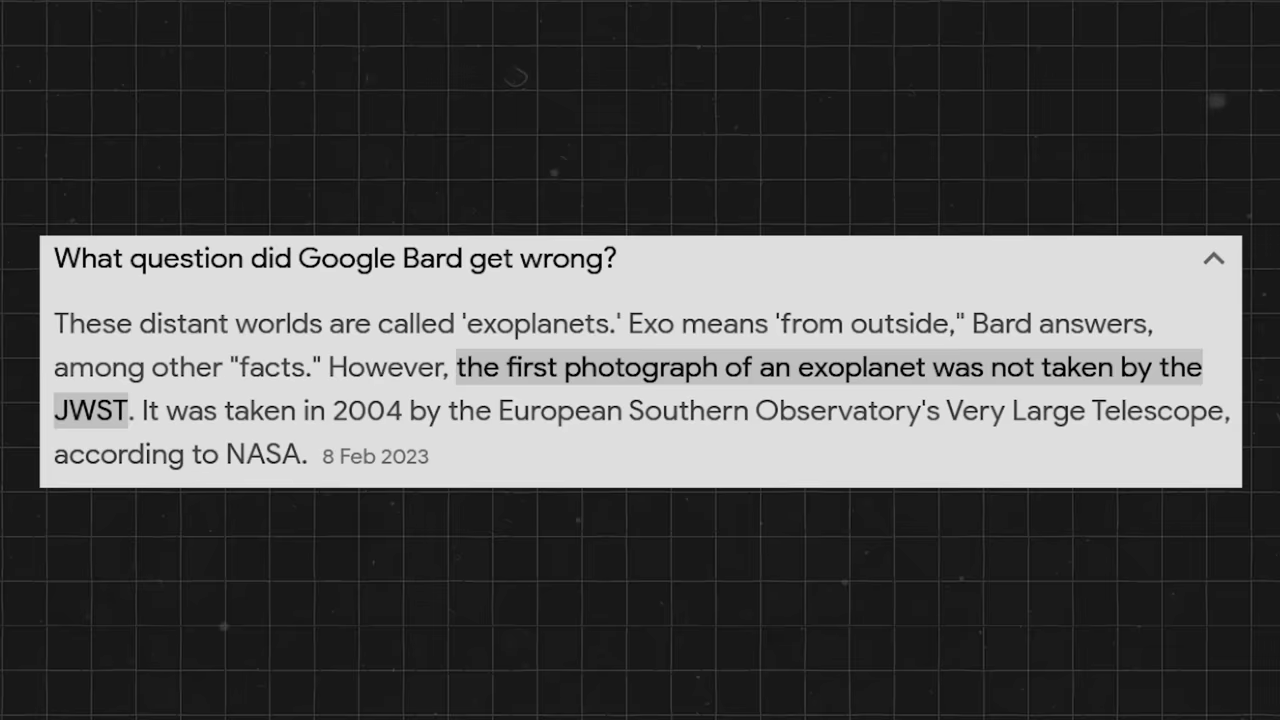 What question did Google Bard get wrong?
These distant worlds are called 'exoplanets.' Exo means 'from outside," Bard answers,
among other "facts." However, the first photograph of an exoplanet was not taken by the
JWST. It was taken in 2004 by the European Southern Observatory's Very Large Telescope,
according to NASA. 8 Feb 2023